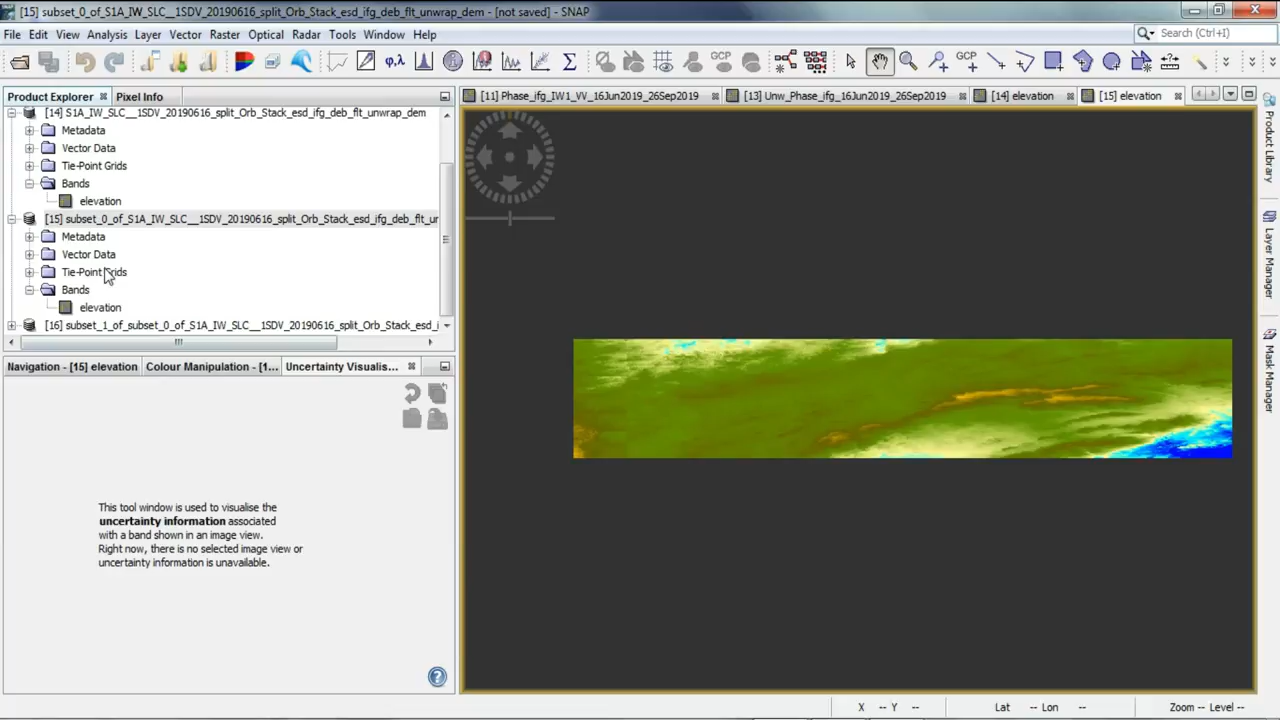 [15] subset_0_of_S1A_IW_SLC__1SDV_20190616_split_Orb_Stack_esd_ifg_deb_flt_unwrap_dem - [not saved] - SNAP
File Edit View Analysis Layer Vector Raster Optical Radar Tools Window Help
Search (Ctrl+I)
φ,λ Σ GCP GCP
Product Explorer Pixel Info
[11] Phase_ifg_IW1_VV_16Jun2019_26Sep2019 [13] Unw_Phase_ifg_16Jun2019_26Sep2019 [14] elevation [15] elevation
[14] S1A_IW_SLC__1SDV_20190616_split_Orb_Stack_esd_ifg_deb_flt_unwrap_dem
Metadata
Vector Data
Tie-Point Grids
Bands
elevation
[15] subset_0_of_S1A_IW_SLC__1SDV_20190616_split_Orb_Stack_esd_ifg_deb_flt_ur
Metadata
Vector Data
Tie-Point Grids
Bands
elevation
[16] subset_1_of_subset_0_of_S1A_IW_SLC__1SDV_20190616_split_Orb_Stack_esd_i
Navigation - [15] elevation Colour Manipulation - [1... Uncertainty Visualis...
This tool window is used to visualise the
uncertainty information associated
with a band shown in an image view.
Right now, there is no selected image view or
uncertainty information is unavailable.
Product Library
Layer Manager
Mask Manager
X -- Y -- Lat -- Lon -- Zoom -- Level --